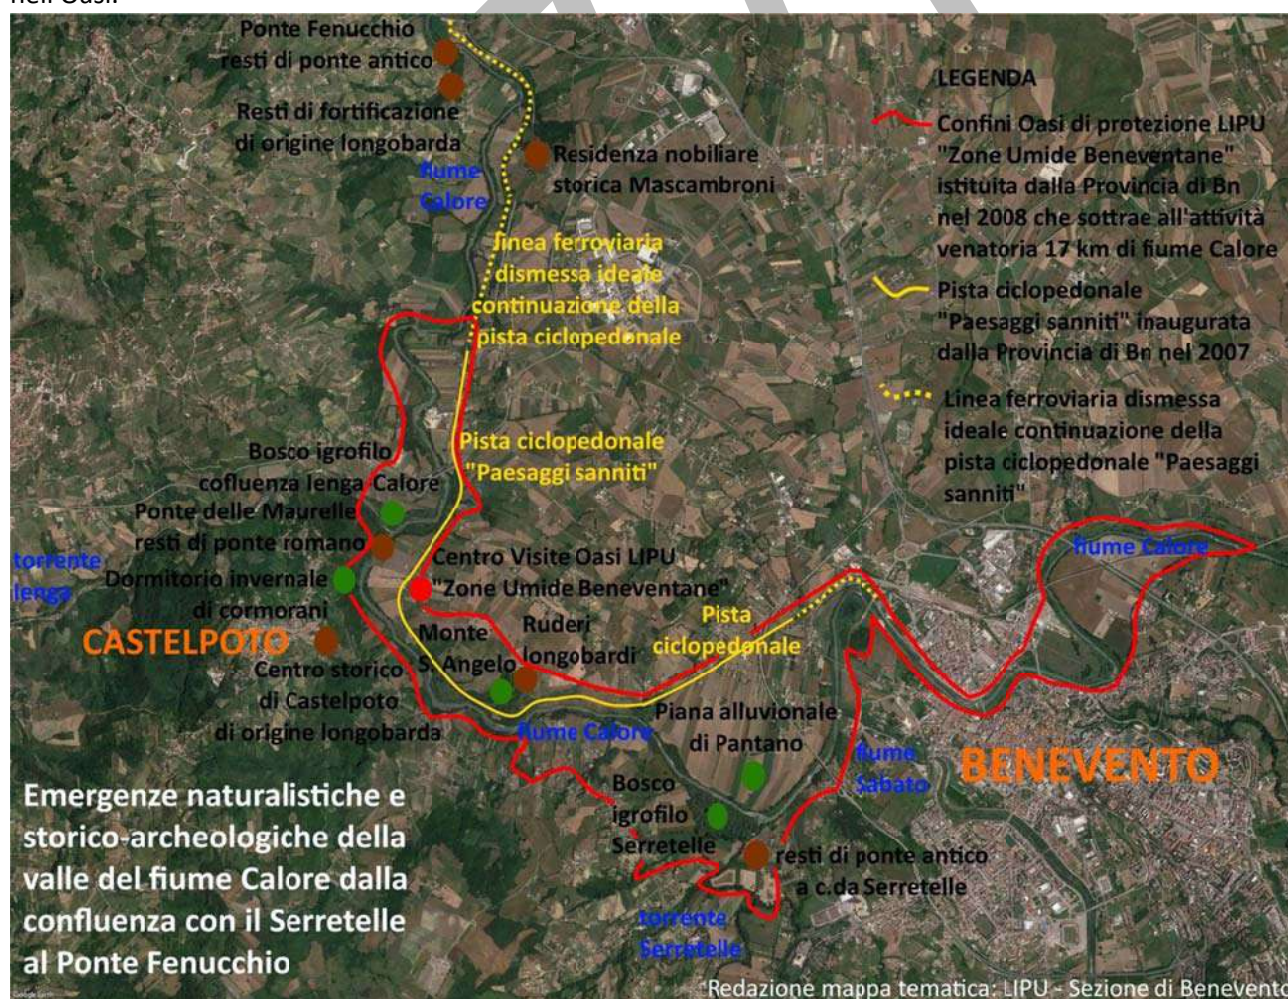 nell'Oasi.
Ponte Fenucchio
resti di ponte antico
Resti di fortificazione
di origine longobarda
fiume
Calore
Residenza nobiliare
storica Mascambroni
linea ferroviaria
dismessa ideale
continuazione della
pista ciclopedonale
LEGENDA
Confini Oasi di protezione LIPU
"Zone Umide Beneventane"
istituita dalla Provincia di Bn
nel 2008 che sottrae all'attività
venatoria 17 km di fiume Calore
Pista ciclopedonale
"Paesaggi sanniti" inaugurata
dalla Provincia di Bn nel 2007
Linea ferroviaria dismessa
ideale continuazione della
pista ciclopedonale "Paesaggi
sanniti"
Pista ciclopedonale
"Paesaggi sanniti"
Bosco igrofilo
cofluenza Ienga-Calore
Ponte delle Maurelle
resti di ponte romano
torrente
Ienga
Dormitorio invernale
di cormorani
CASTELPOTO
Centro storico
di Castelpoto
di origine longobarda
Centro Visite Oasi LIPU
"Zone Umide Beneventane"
Monte
S. Angelo
Ruderi
longobardi
Pista
ciclopedonale
fiume Calore
fiume Calore
Piana alluvionale
di Pantano
fiume
Sabato
BENEVENTO
Bosco
igrofilo
Serretelle
resti di ponte antico
a c.da Serretelle
torrente
Serretelle
Emergenze naturalistiche e
storico-archeologiche della
valle del fiume Calore dalla
confluenza con il Serretelle
al Ponte Fenucchio
Google Earth
Redazione mappa tematica: LIPU - Sezione di Benevento